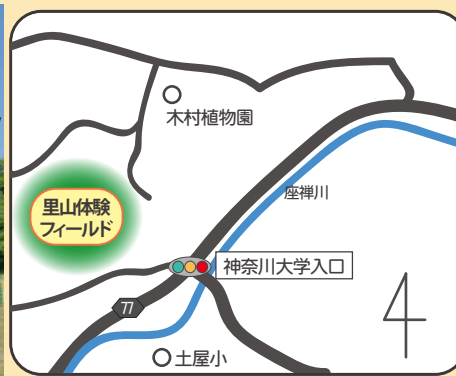 木村植物園
座禅川
里山体験
フィールド
神奈川大学入口
77
土屋小